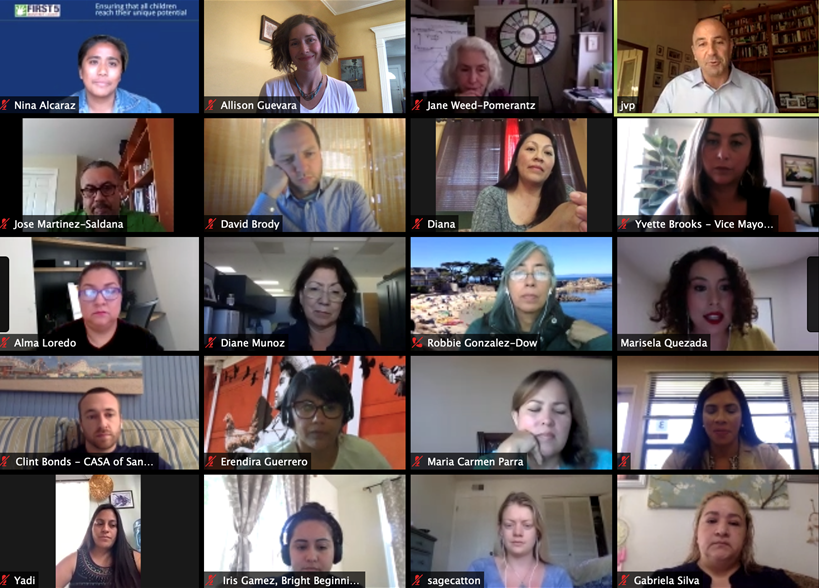 FIRST 5
Ensuring that all children
reach their unique potential
Nina Alcaraz
Allison Guevara
Jane Weed-Pomerantz
jvp
Jose Martinez-Saldana
David Brody
Diana
Yvette Brooks - Vice Mayo...
Alma Loredo
Diane Munoz
Robbie Gonzalez-Dow
Marisela Quezada
Clint Bonds - CASA of San...
Erendira Guerrero
Maria Carmen Parra
Yadi
Iris Gamez, Bright Beginni...
sagecatton
Gabriela Silva